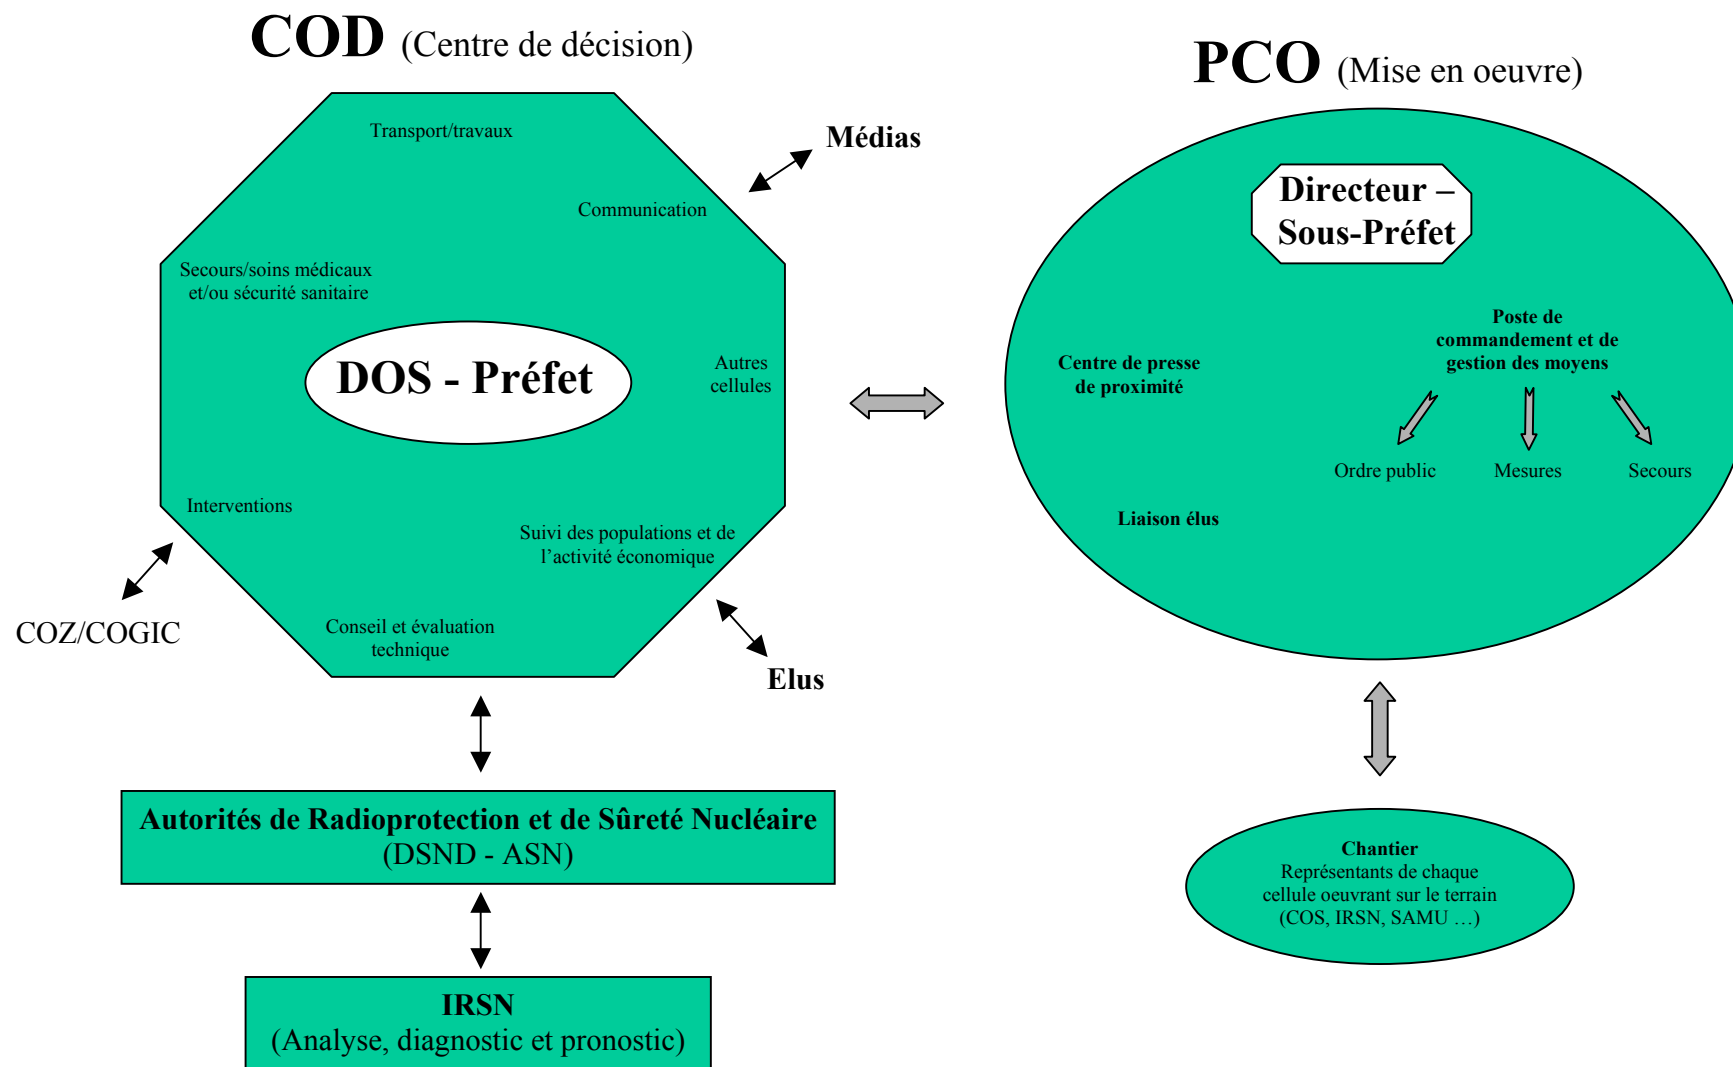 COD (Centre de décision)
Transport/travaux
Communication
Secours/soins médicaux
et/ou sécurité sanitaire
DOS - Préfet
Autres
cellules
Interventions
Suivi des populations et de
l’activité économique
Conseil et évaluation
technique
Médias
COZ/COGIC
Elus
Autorités de Radioprotection et de Sûreté Nucléaire
(DSND - ASN)
IRSN
(Analyse, diagnostic et pronostic)
PCO (Mise en oeuvre)
Directeur –
Sous-Préfet
Centre de presse
de proximité
Poste de
commandement et de
gestion des moyens
Ordre public
Mesures
Secours
Liaison élus
Chantier
Représentants de chaque
cellule oeuvrant sur le terrain
(COS, IRSN, SAMU …)